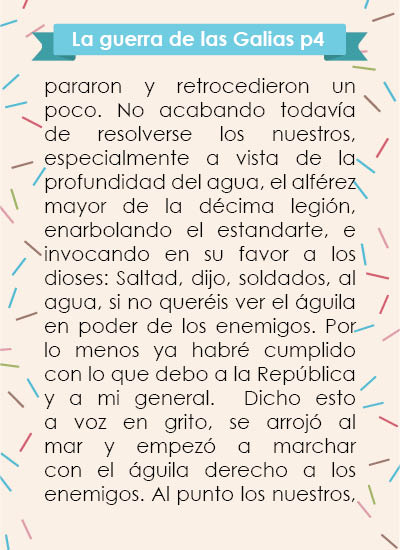 La guerra de las Galias p4
pararon y retrocedieron un
poco. No acabando todavía
de resolverse los nuestros,
especialmente a vista de la
profundidad del agua, el alférez
mayor de la décima legión,
enarbolando el estandarte, e
invocando en su favor a los
dioses: Saltad, dijo, soldados, al
agua, si no queréis ver el águila
en poder de los enemigos. Por
lo menos ya habré cumplido
con lo que debo a la República
y a mi general. Dicho esto
a voz en grito, se arrojó al
mar y empezó a marchar
con el águila derecho a los
enemigos. Al punto los nuestros,